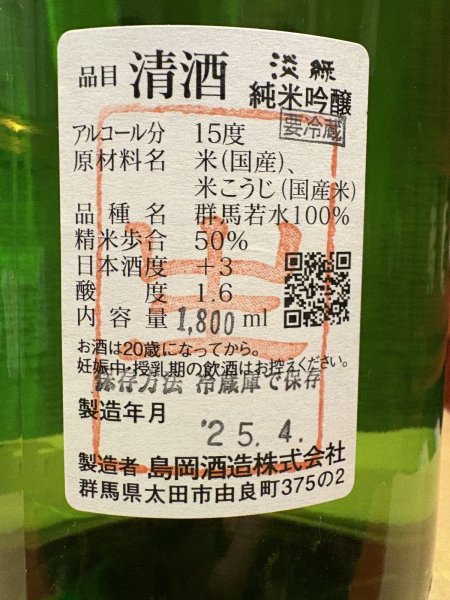 品目 清酒 淡緑
純米吟醸
要冷蔵
アルコール分 15度
原材料名 米(国産)、
米こうじ(国産米)
品種名 群馬若水100%
精米歩合 50%
日本酒度 +3
酸度 1.6
内容量 1,800 ml
お酒は20歳になってから。
妊娠中・授乳期の飲酒はお控えください。
保存方法 冷蔵庫で保存
製造年月
'25.4.
製造者 島岡酒造株式会社
群馬県太田市由良町375の2
生